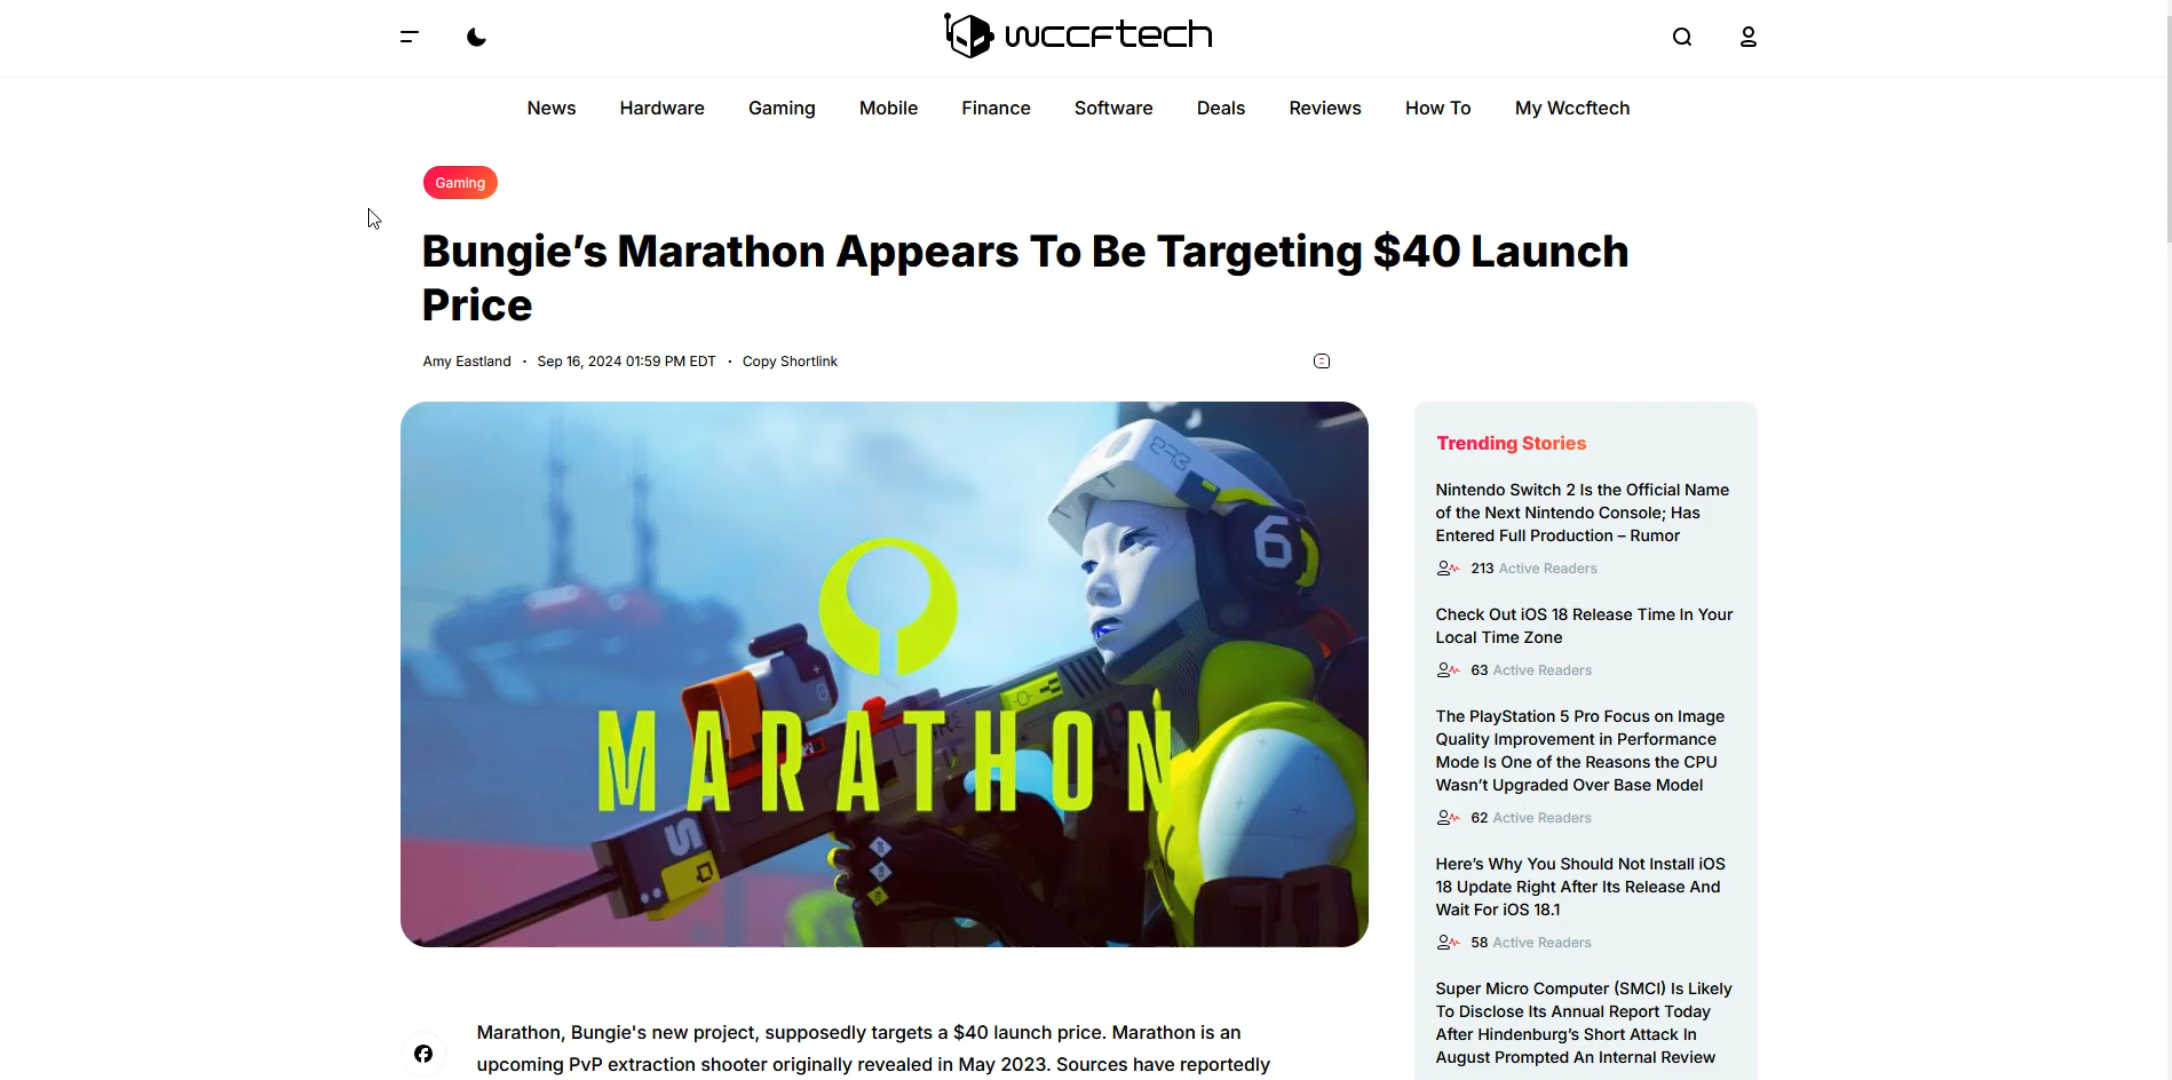 wccftech
News Hardware Gaming Mobile Finance Software Deals Reviews How To My Wccftech
Gaming
Bungie’s Marathon Appears To Be Targeting $40 Launch
Price
Amy Eastland • Sep 16, 2024 01:59 PM EDT • Copy Shortlink
873
6
MARATHON
Trending Stories
Nintendo Switch 2 Is the Official Name
of the Next Nintendo Console; Has
Entered Full Production – Rumor
213 Active Readers
Check Out iOS 18 Release Time In Your
Local Time Zone
63 Active Readers
The PlayStation 5 Pro Focus on Image
Quality Improvement in Performance
Mode Is One of the Reasons the CPU
Wasn’t Upgraded Over Base Model
62 Active Readers
Here’s Why You Should Not Install iOS
18 Update Right After Its Release And
Wait For iOS 18.1
58 Active Readers
Super Micro Computer (SMCI) Is Likely
To Disclose Its Annual Report Today
After Hindenburg’s Short Attack In
August Prompted An Internal Review
Marathon, Bungie's new project, supposedly targets a $40 launch price. Marathon is an
upcoming PvP extraction shooter originally revealed in May 2023. Sources have reportedly